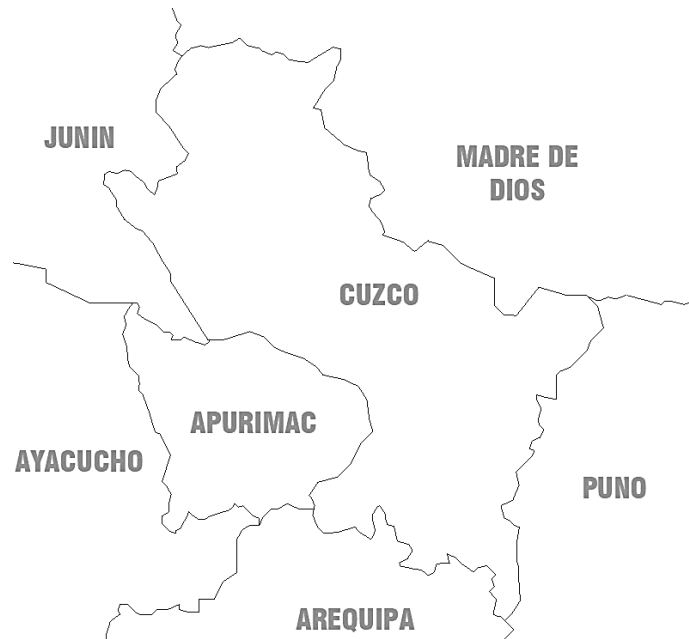 JUNIN
MADRE DE
DIOS
CUZCO
APURIMAC
AYACUCHO
PUNO
AREQUIPA